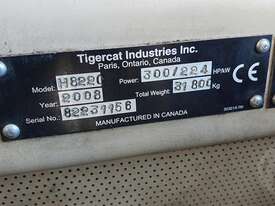 Tigercat Industries Inc.
Paris, Ontario, Canada
Model: H822C Power: 300/224 HP/kW
Year: 2008 Total Weight: 31 800 Kg
Serial No.: 82231156
MANUFACTURED IN CANADA
CE